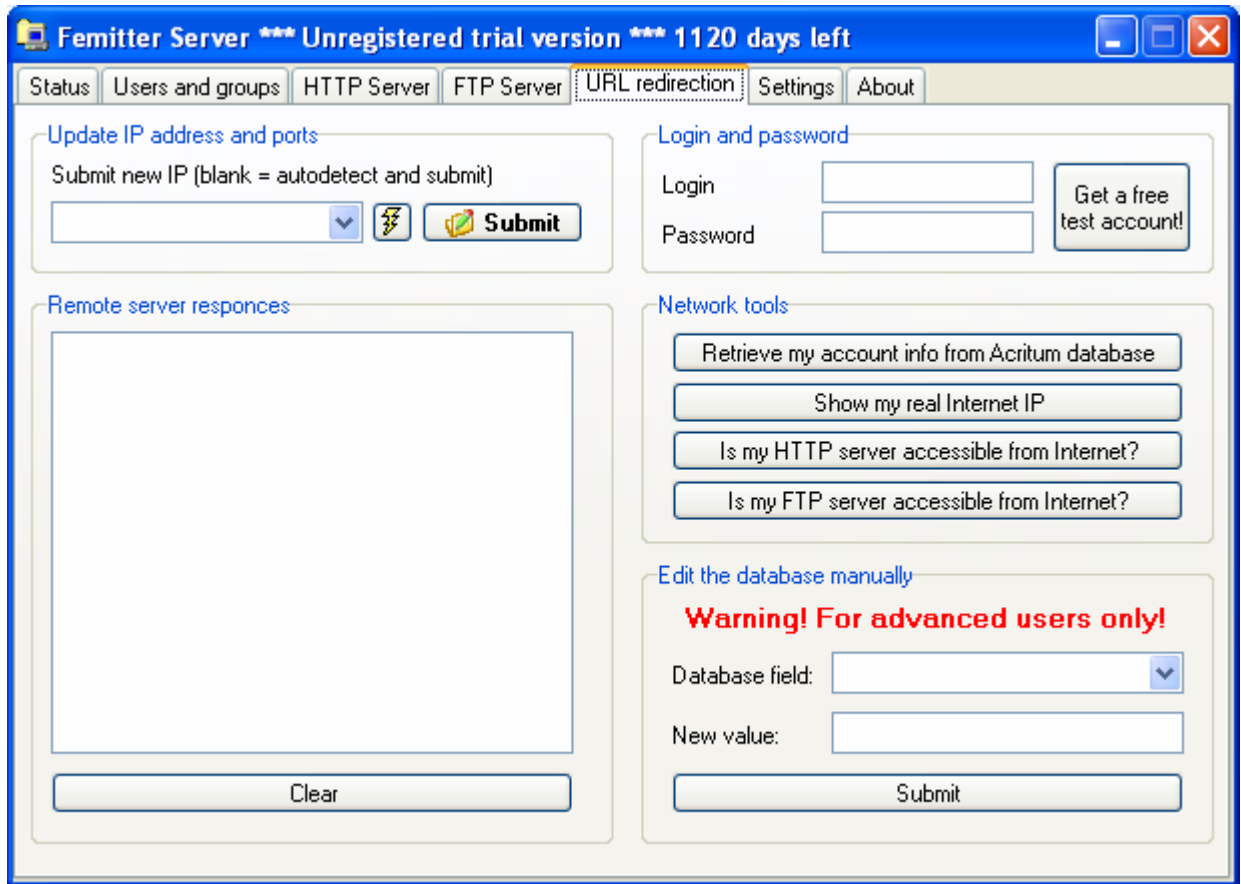 Femitter Server *** Unregistered trial version *** 1120 days left
Status Users and groups HTTP Server FTP Server URL redirection Settings About
Update IP address and ports
Submit new IP (blank = autodetect and submit)
Submit
Login and password
Login
Password
Get a free
test account!
Remote server responces
Clear
Network tools
Retrieve my account info from Acritum database
Show my real Internet IP
Is my HTTP server accessible from Internet?
Is my FTP server accessible from Internet?
Edit the database manually
Warning! For advanced users only!
Database field:
New value:
Submit